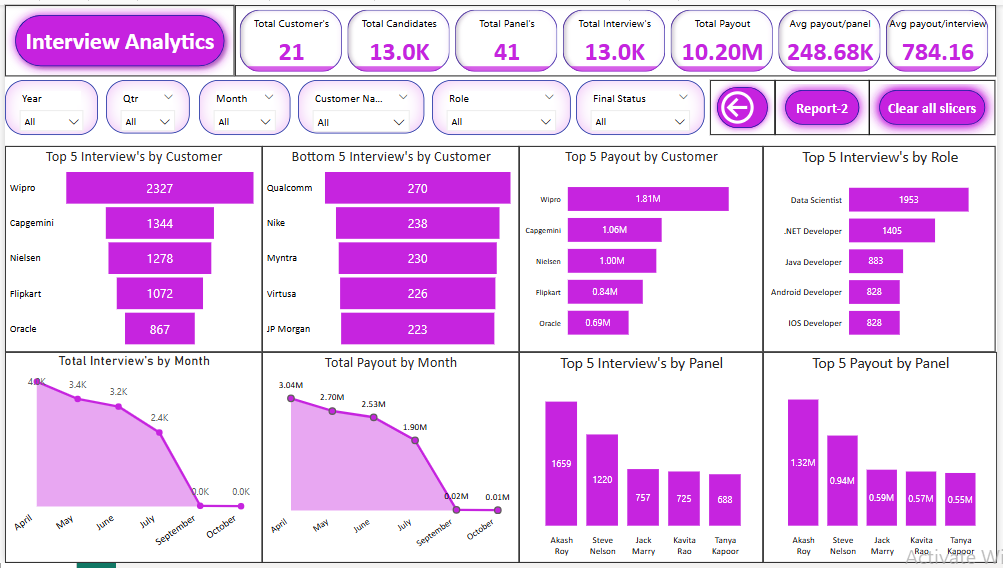 Interview Analytics
Total Customer's
21
Total Candidates
13.0K
Total Panel's
41
Total Interview's
13.0K
Total Payout
10.20M
Avg payout/panel
248.68K
Avg payout/interview
784.16
Year
All
Qtr
All
Month
All
Customer Na...
All
Role
All
Final Status
All
Report-2
Clear all slicers
Top 5 Interview's by Customer
Wipro 2327
Capgemini 1344
Nielsen 1278
Flipkart 1072
Oracle 867
Bottom 5 Interview's by Customer
Qualcomm 270
Nike 238
Myntra 230
Virtusa 226
JP Morgan 223
Top 5 Payout by Customer
Wipro 1.81M
Capgemini 1.06M
Nielsen 1.00M
Flipkart 0.84M
Oracle 0.69M
Top 5 Interview's by Role
Data Scientist 1953
.NET Developer 1405
Java Developer 883
Android Developer 828
IOS Developer 828
Total Interview's by Month
3.4K
3.2K
2.4K
0.0K
0.0K
April
May
June
July
September
October
Total Payout by Month
3.04M
2.70M
2.53M
1.90M
0.02M
0.01M
April
May
June
July
September
October
Top 5 Interview's by Panel
1659
1220
757
725
688
Akash Roy
Steve Nelson
Jack Marry
Kavita Rao
Tanya Kapoor
Top 5 Payout by Panel
1.32M
0.94M
0.59M
0.57M
0.55M
Akash Roy
Steve Nelson
Jack Marry
Kavita Rao
Tanya Kapoor
Activate Wi